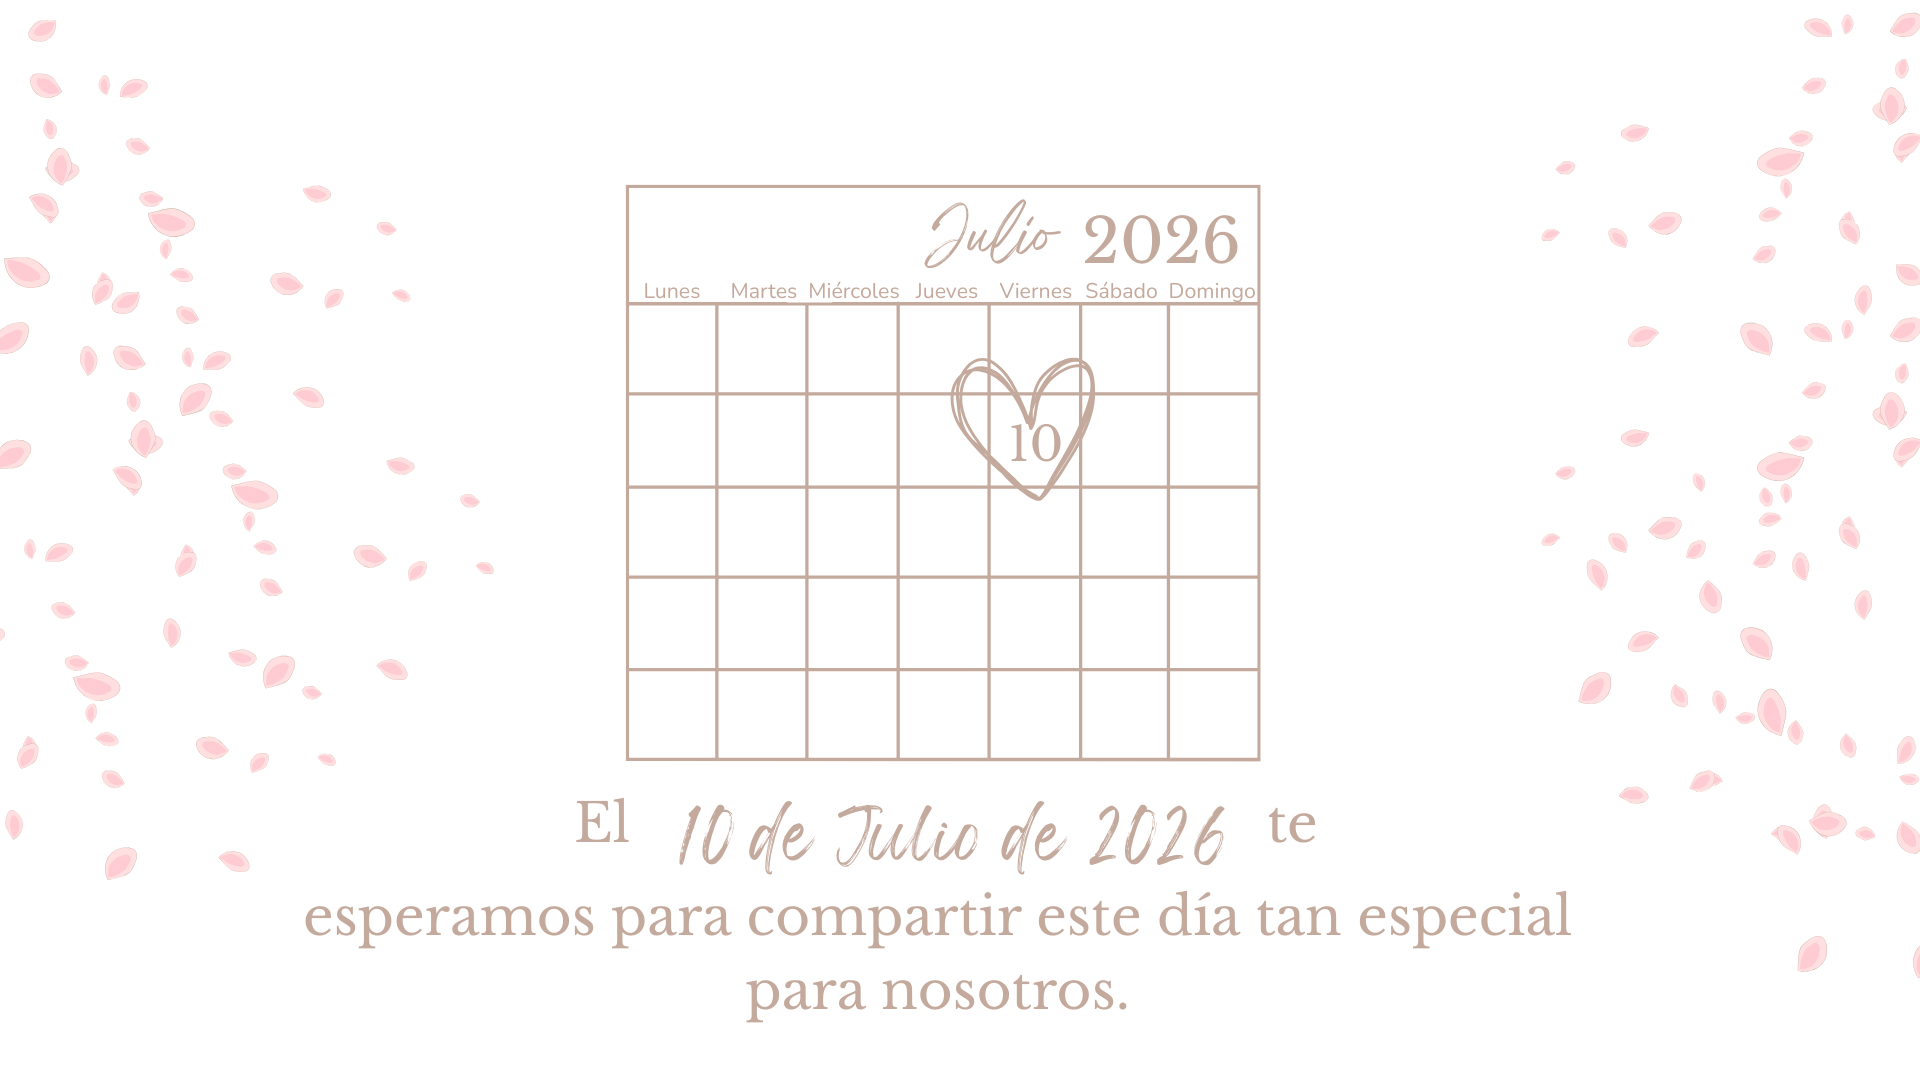 Julio 2026
Lunes Martes Miércoles Jueves Viernes Sábado Domingo
10
El 10 de Julio de 2026 te
esperamos para compartir este día tan especial
para nosotros.